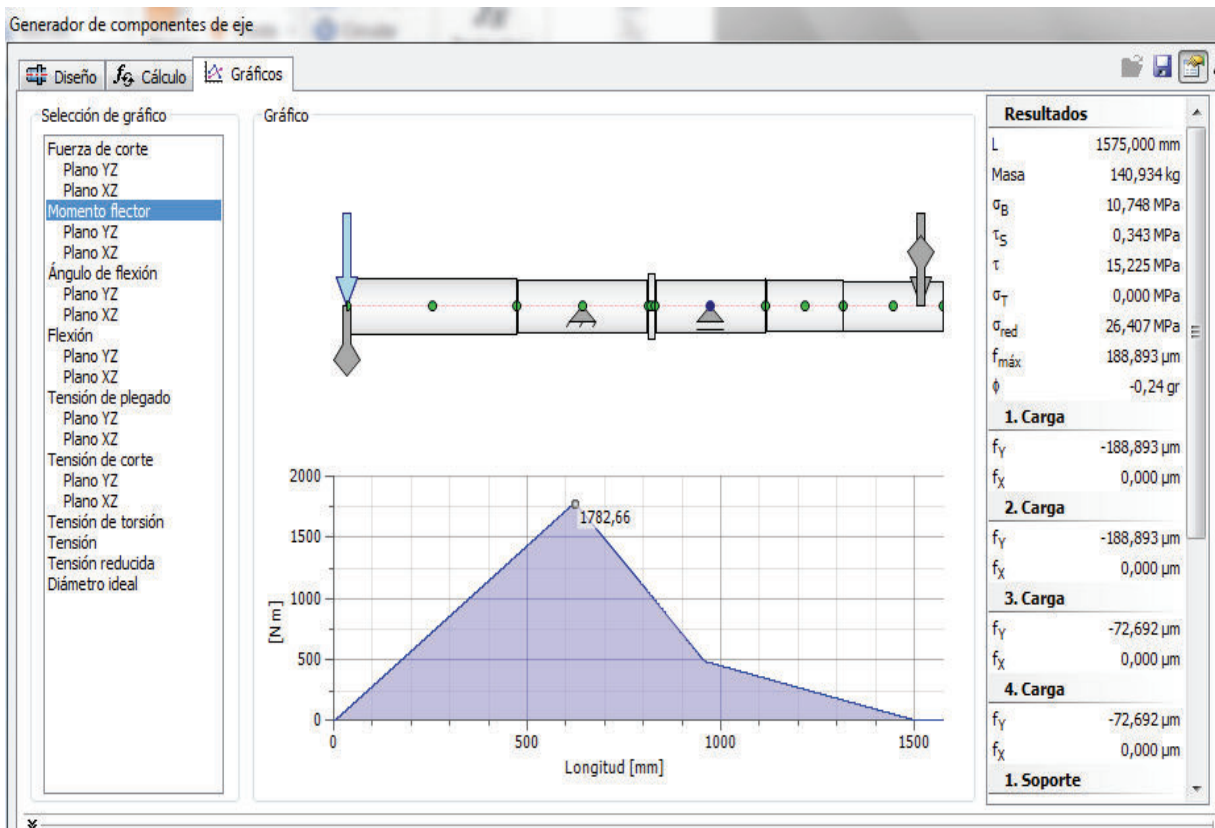 Generador de componentes de eje
Diseño
Cálculo
Gráficos
Selección de gráfico
Fuerza de corte
Plano YZ
Plano XZ
Momento flector
Plano YZ
Plano XZ
Ángulo de flexión
Plano YZ
Plano XZ
Flexión
Plano YZ
Plano XZ
Tensión de plegado
Plano YZ
Plano XZ
Tensión de corte
Plano YZ
Plano XZ
Tensión de torsión
Tensión
Tensión reducida
Diámetro ideal
Gráfico
2000
1500
1000
500
0
[N m]
1782,66
0
500
1000
1500
Longitud [mm]
Resultados
L 1575,000 mm
Masa 140,934 kg
σB 10,748 MPa
τS 0,343 MPa
τ 15,225 MPa
σT 0,000 MPa
σred 26,407 MPa
fmáx 188,893 µm
ϕ -0,24 gr
1. Carga
fY -188,893 µm
fX 0,000 µm
2. Carga
fY -188,893 µm
fX 0,000 µm
3. Carga
fY -72,692 µm
fX 0,000 µm
4. Carga
fY -72,692 µm
fX 0,000 µm
1. Soporte